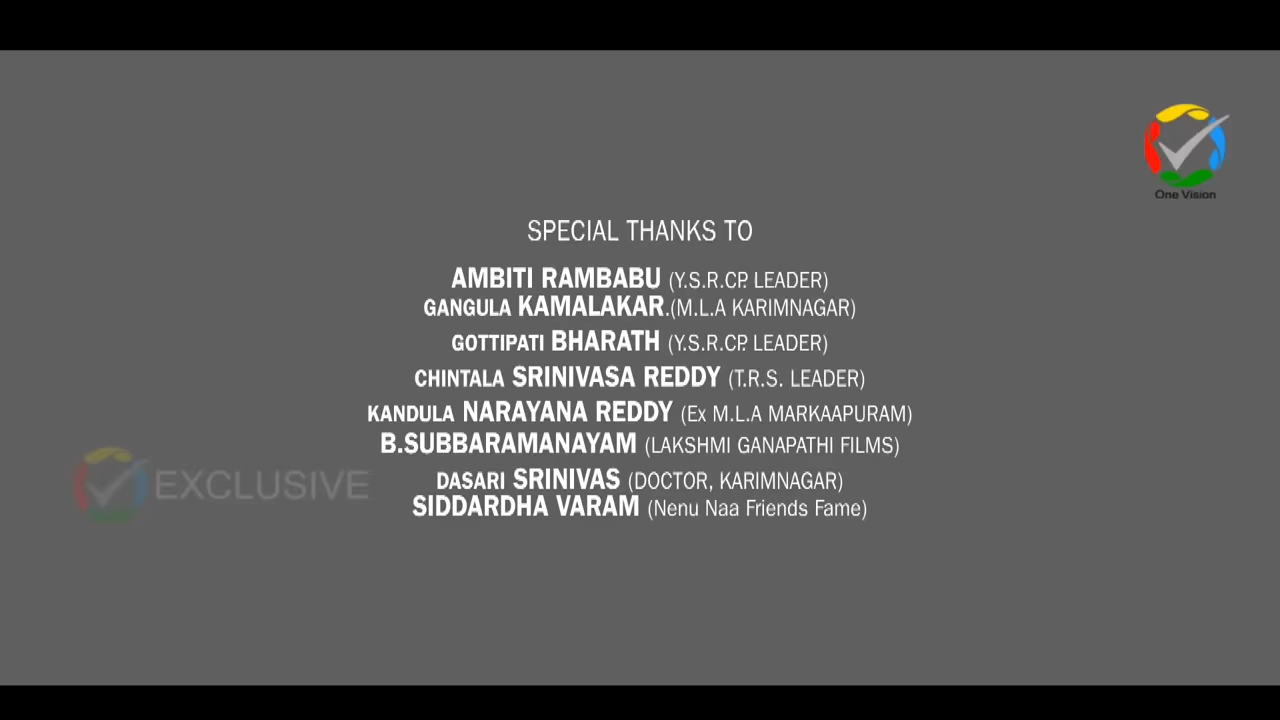 One Vision
SPECIAL THANKS TO
AMBITI RAMBABU (Y.S.R.CP. LEADER)
GANGULA KAMALAKAR.(M.L.A KARIMNAGAR)
GOTTIPATI BHARATH (Y.S.R.CP. LEADER)
CHINTALA SRINIVASA REDDY (T.R.S. LEADER)
KANDULA NARAYANA REDDY (Ex M.L.A MARKAAPURAM)
B.SUBBARAMANAYAM (LAKSHMI GANAPATHI FILMS)
EXCLUSIVE
DASARI SRINIVAS (DOCTOR, KARIMNAGAR)
SIDDARDHA VARAM (Nenu Naa Friends Fame)